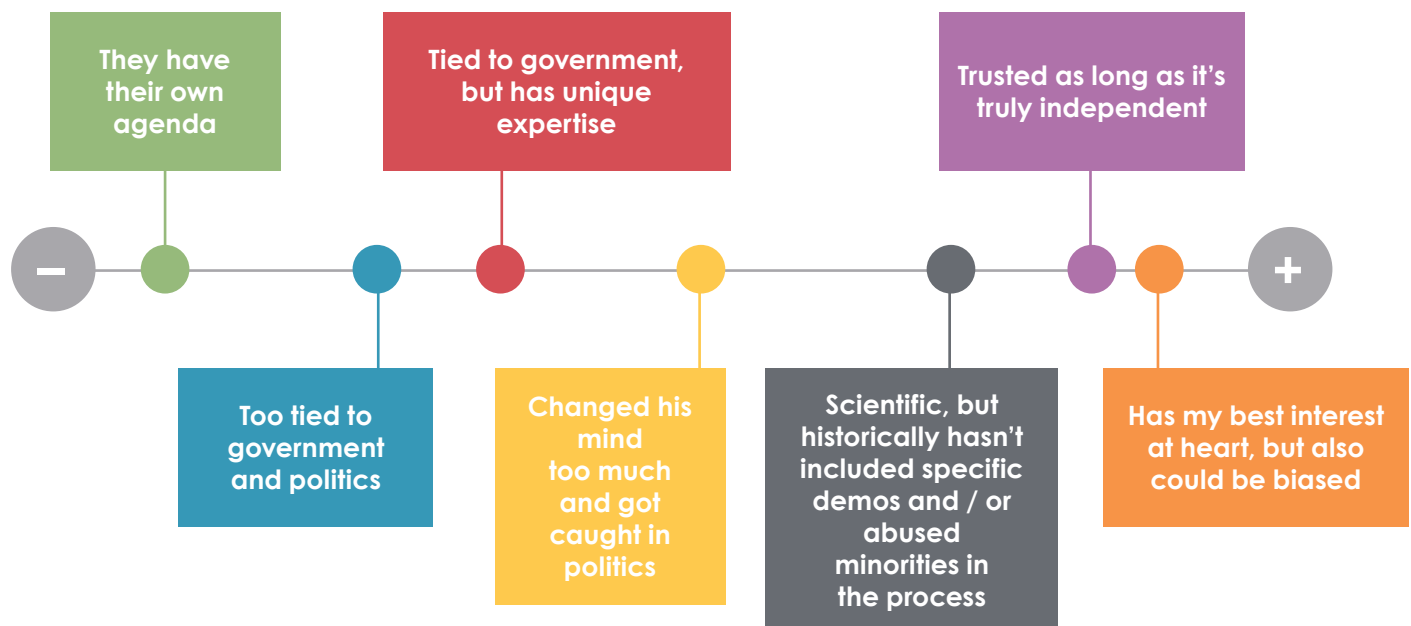 They have
their own
agenda
Tied to government,
but has unique
expertise
Trusted as long as it's
truly independent
–
+
Too tied to
government
and politics
Changed his
mind
too much
and got
caught in
politics
Scientific, but
historically hasn't
included specific
demos and / or
abused
minorities in
the process
Has my best interest
at heart, but also
could be biased